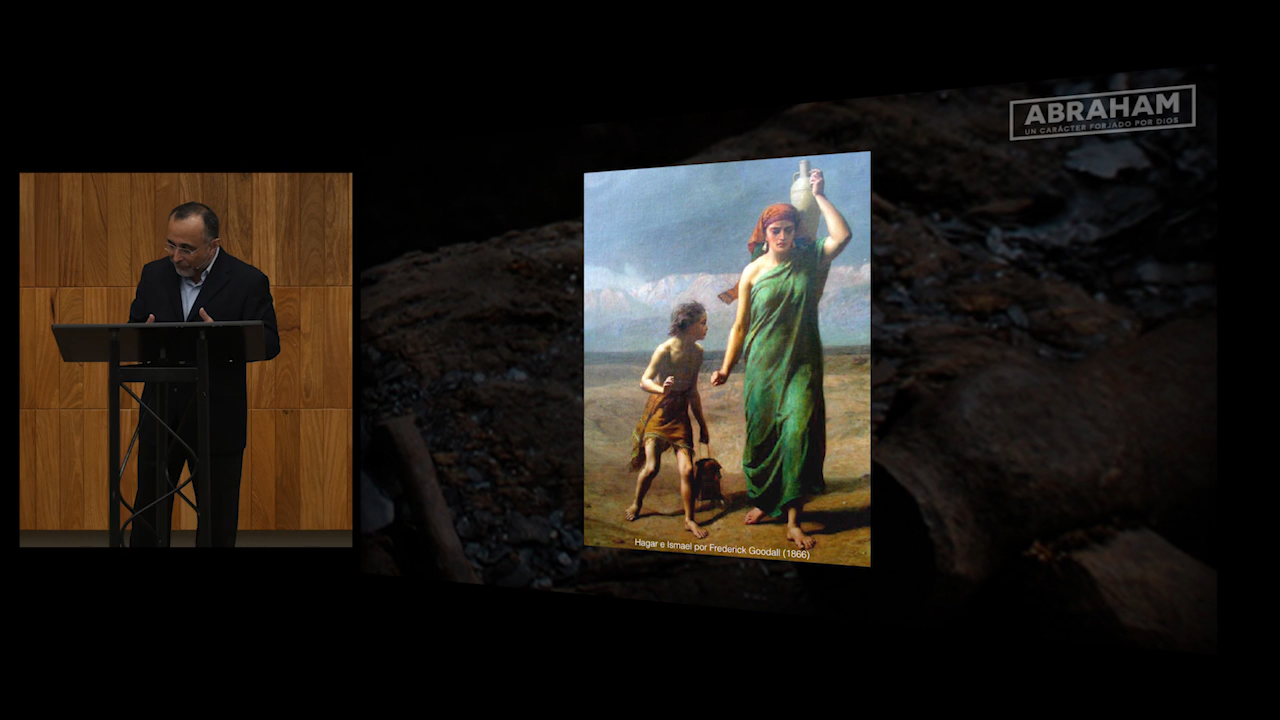 ABRAHAM
UN CARÁCTER FORJADO POR DIOS
Hagar e Ismael por Frederick Goodall (1866)